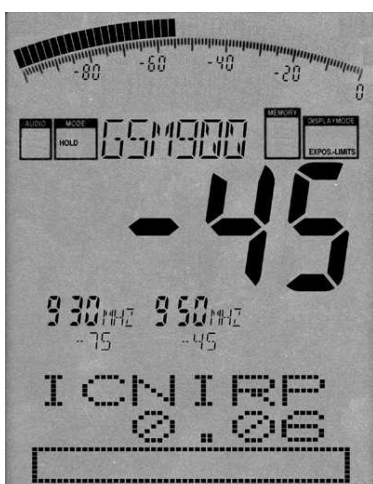 -80 -60 -40 -20 0
AUDIO MODE HOLD GSM900 MEMORY DISPLAYMODE EXPOS.-LIMITS
-45
930MHZ 950MHZ
-75 -45
ICNIRP
0.06